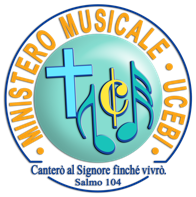 MINISTERO MUSICALE · UCEBI ·
Canterò al Signore finché vivrò.
Salmo 104